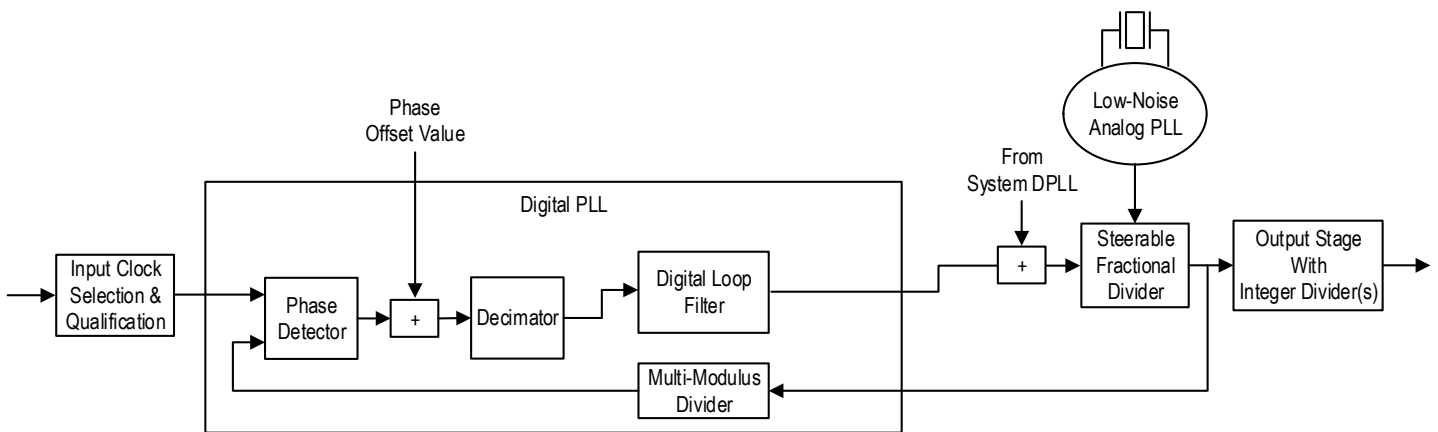 Low-Noise
Analog PLL
Phase
Offset Value
From
System DPLL
Digital PLL
Input Clock
Selection &
Qualification
Phase
Detector
+
Decimator
Digital Loop
Filter
+
Steerable
Fractional
Divider
Output Stage
With
Integer Divider(s)
Multi-Modulus
Divider